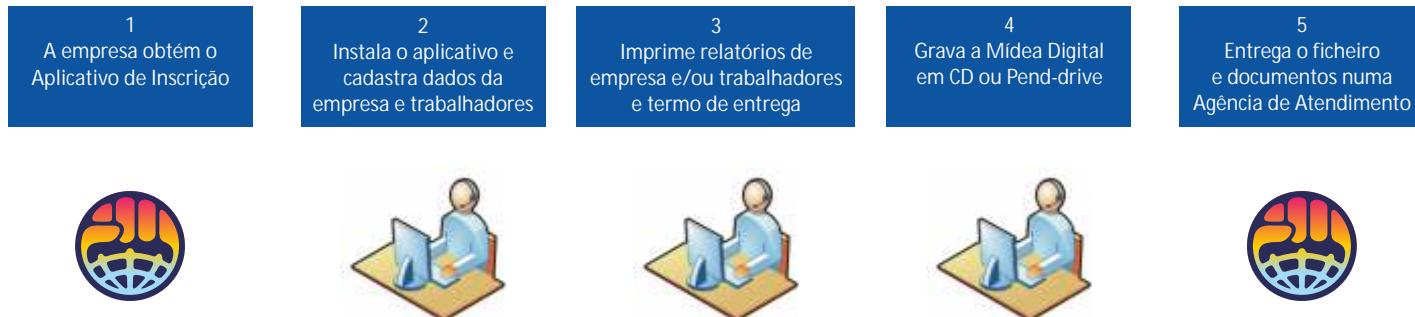 1
A empresa obtém o
Aplicativo de Inscrição
2
Instala o aplicativo e
cadastra dados da
empresa e trabalhadores
3
Imprime relatórios de
empresa e/ou trabalhadores
e termo de entrega
4
Grava a Mídea Digital
em CD ou Pend-drive
5
Entrega o ficheiro
e documentos numa
Agência de Atendimento